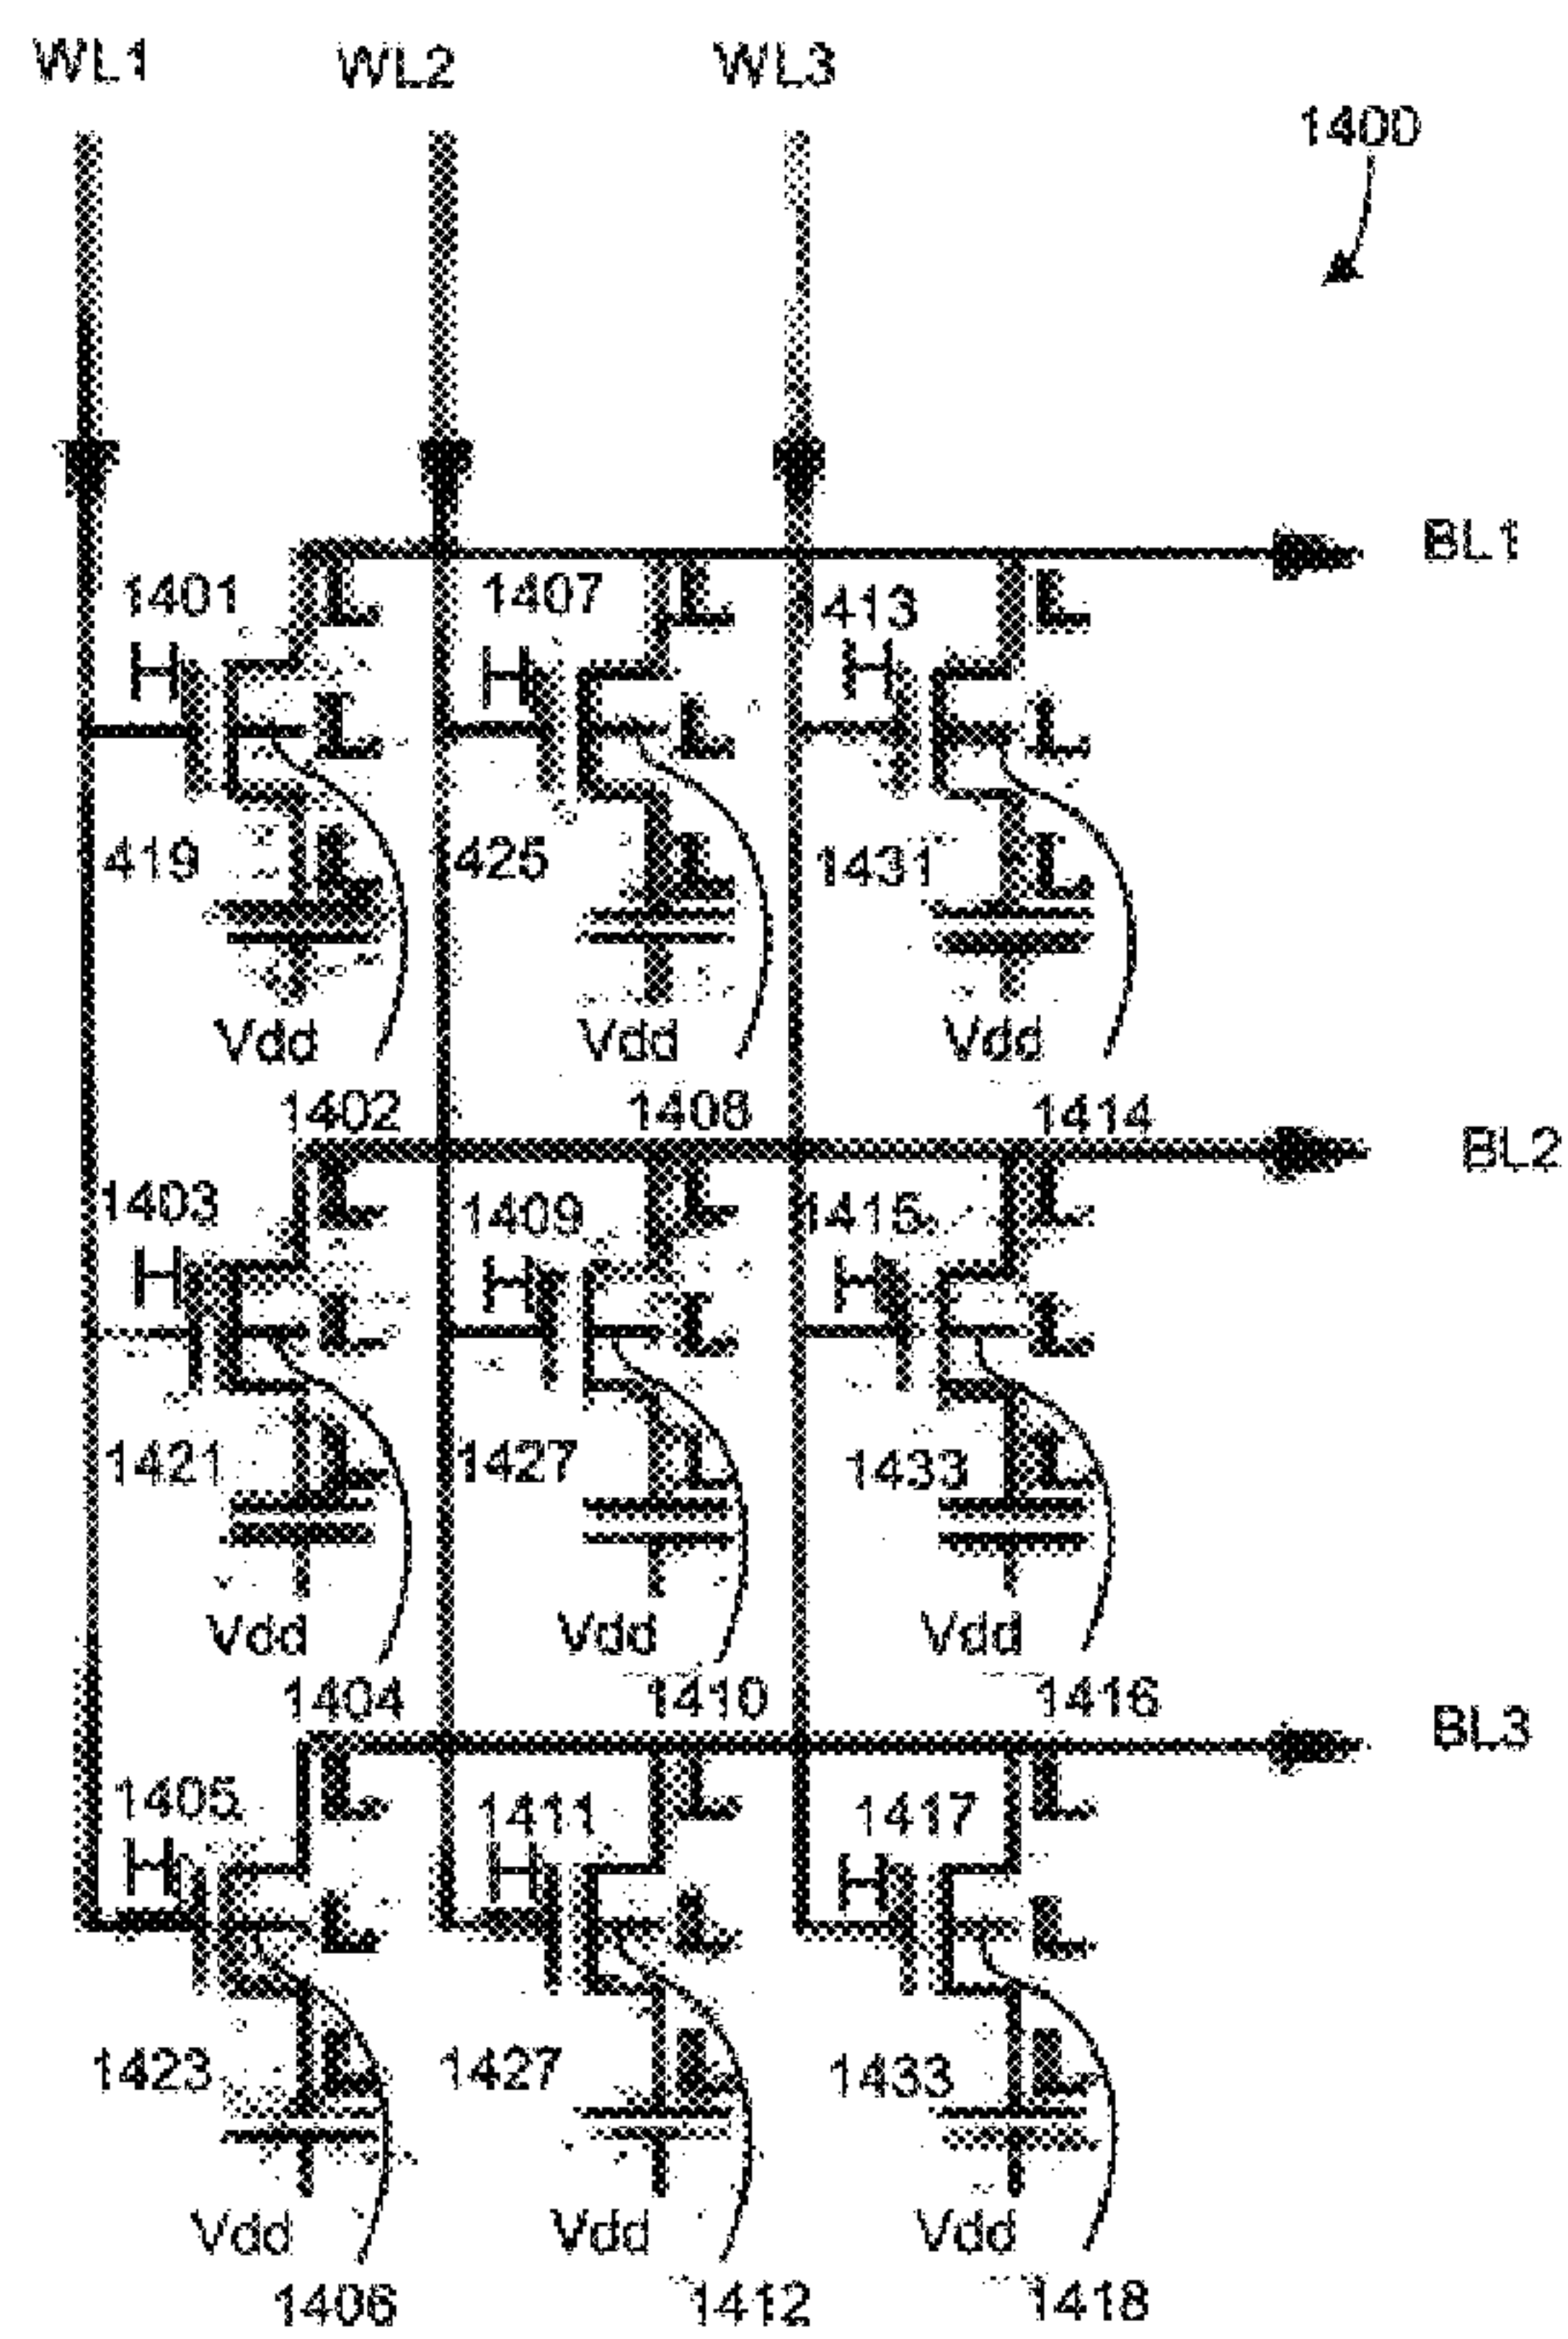 WL1 WL2 WL3
1400
BL1
1401 1407 413
L L L
H H H
L L L
419 425 1431
L L L
Vdd Vdd Vdd
1402 1408 1414
BL2
1403 1409 1415
L L L
H H H
L L L
1421 1427 1433
L L L
Vdd Vdd Vdd
1404 1410 1416
BL3
1405 1411 1417
L L L
H H H
L L L
1423 1427 1433
L L L
Vdd Vdd Vdd
1406 1412 1418